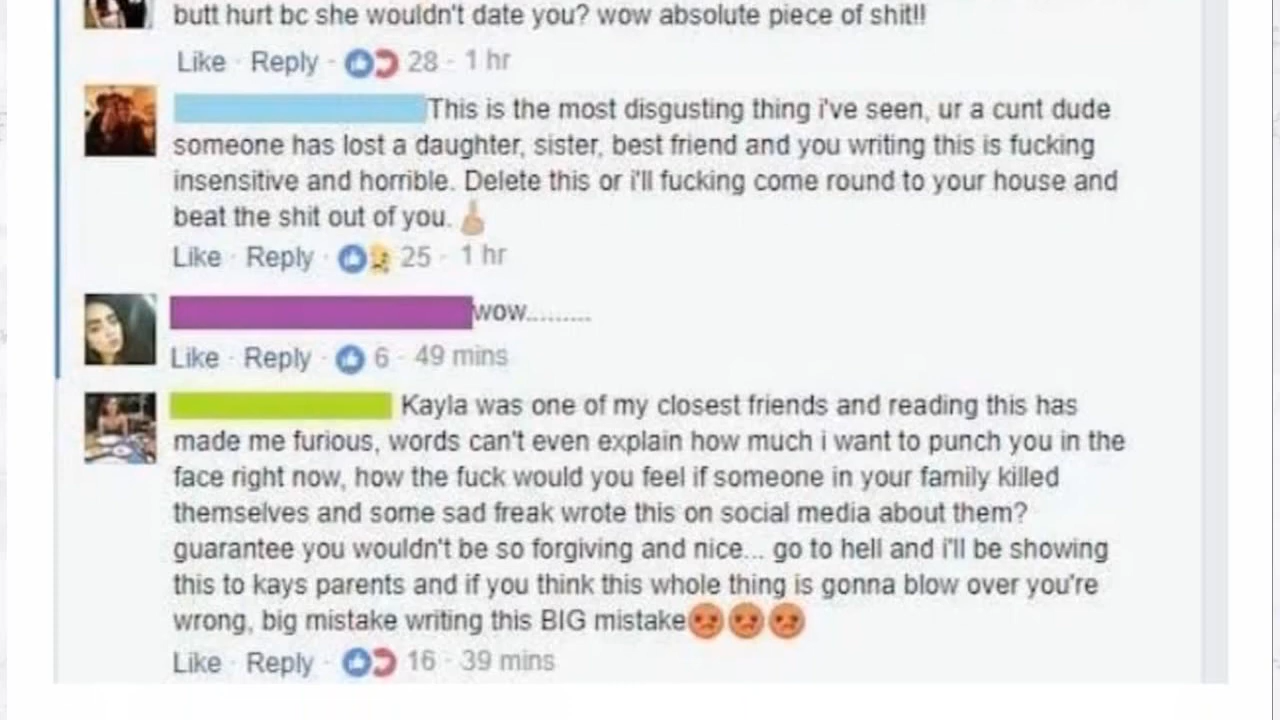 butt hurt bc she wouldn't date you? wow absolute piece of shit!!
Like · Reply · 28 · 1 hr
This is the most disgusting thing i've seen, ur a cunt dude
someone has lost a daughter, sister, best friend and you writing this is fucking
insensitive and horrible. Delete this or i'll fucking come round to your house and
beat the shit out of you. 🖕
Like · Reply · 25 · 1 hr
wow.........
Like · Reply · 6 · 49 mins
Kayla was one of my closest friends and reading this has
made me furious, words can't even explain how much i want to punch you in the
face right now, how the fuck would you feel if someone in your family killed
themselves and some sad freak wrote this on social media about them?
guarantee you wouldn't be so forgiving and nice... go to hell and i'll be showing
this to kays parents and if you think this whole thing is gonna blow over you're
wrong, big mistake writing this BIG mistake😡😡😡
Like · Reply · 16 · 39 mins